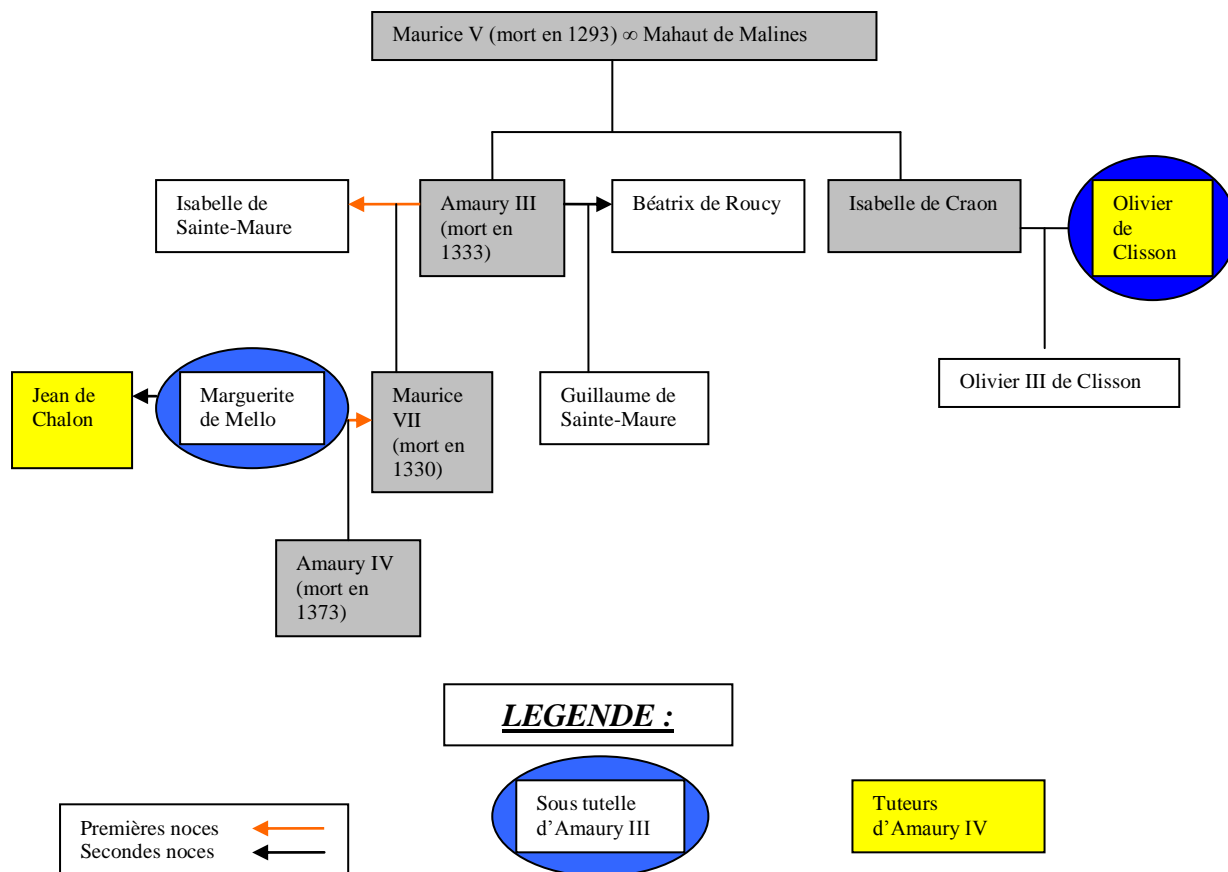 Maurice V (mort en 1293) ∞ Mahaut de Malines
Isabelle de
Sainte-Maure
Amaury III
(mort en
1333)
Béatrix de Roucy
Isabelle de Craon
Olivier
de
Clisson
Jean de
Chalon
Marguerite
de Mello
Maurice
VII
(mort en
1330)
Guillaume de
Sainte-Maure
Olivier III de Clisson
Amaury IV
(mort en
1373)
LEGENDE :
Premières noces
Secondes noces
Sous tutelle
d’Amaury III
Tuteurs
d’Amaury IV